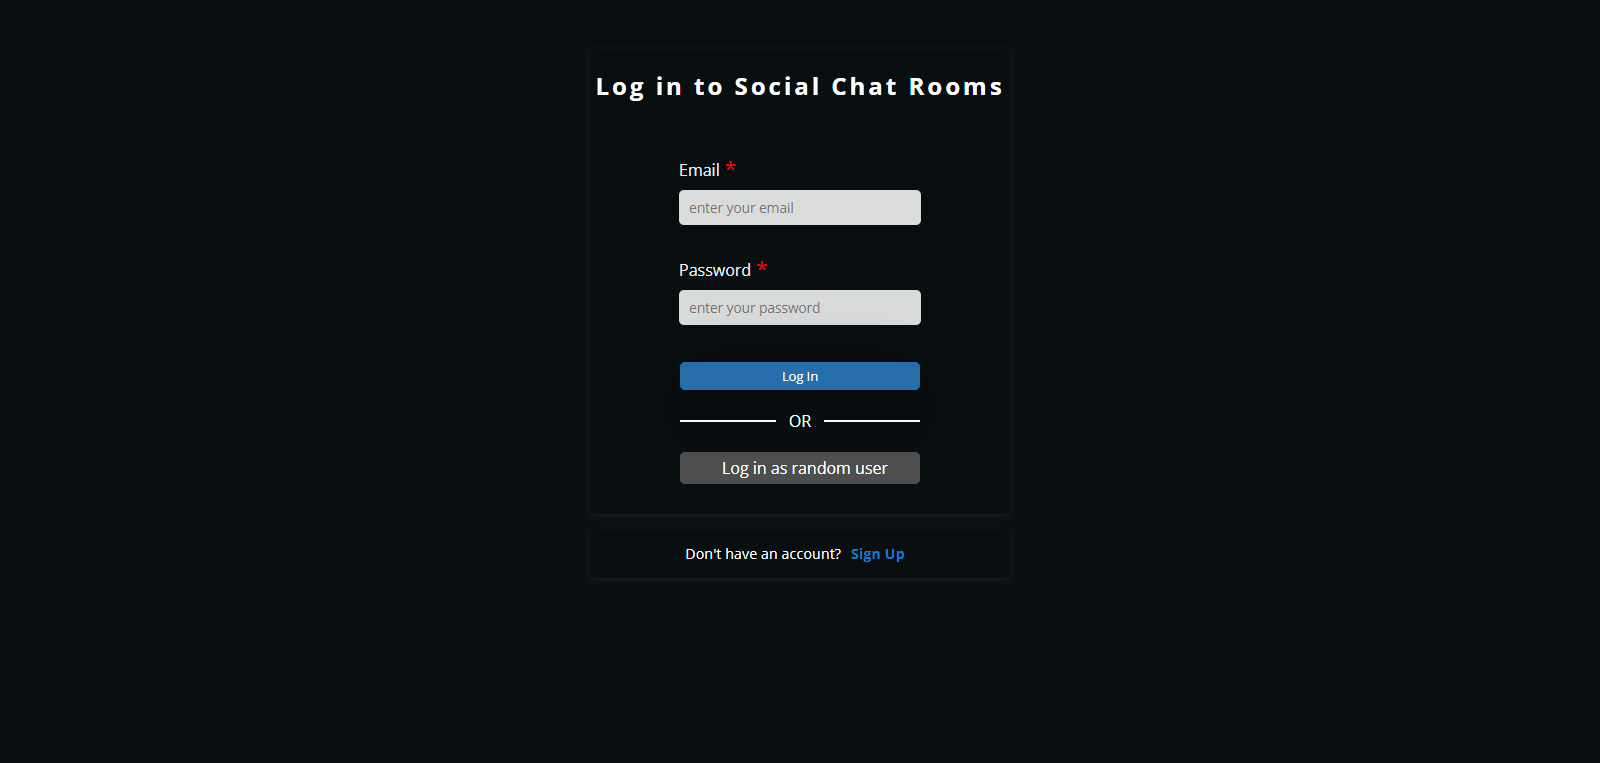 Log in to Social Chat Rooms
Email *
enter your email
Password *
enter your password
Log In
OR
Log in as random user
Don't have an account? Sign Up